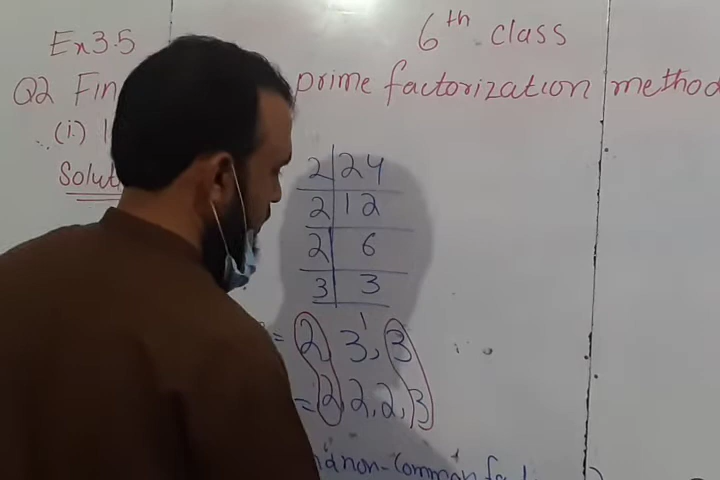 Ex3.5
6th class
Q2 Fin prime factorization method
(i)
Solut
2 | 24
2 | 12
2 | 6
3 | 3
1
= 2, 3, 3
= 2, 2, 2, 3
non-Common